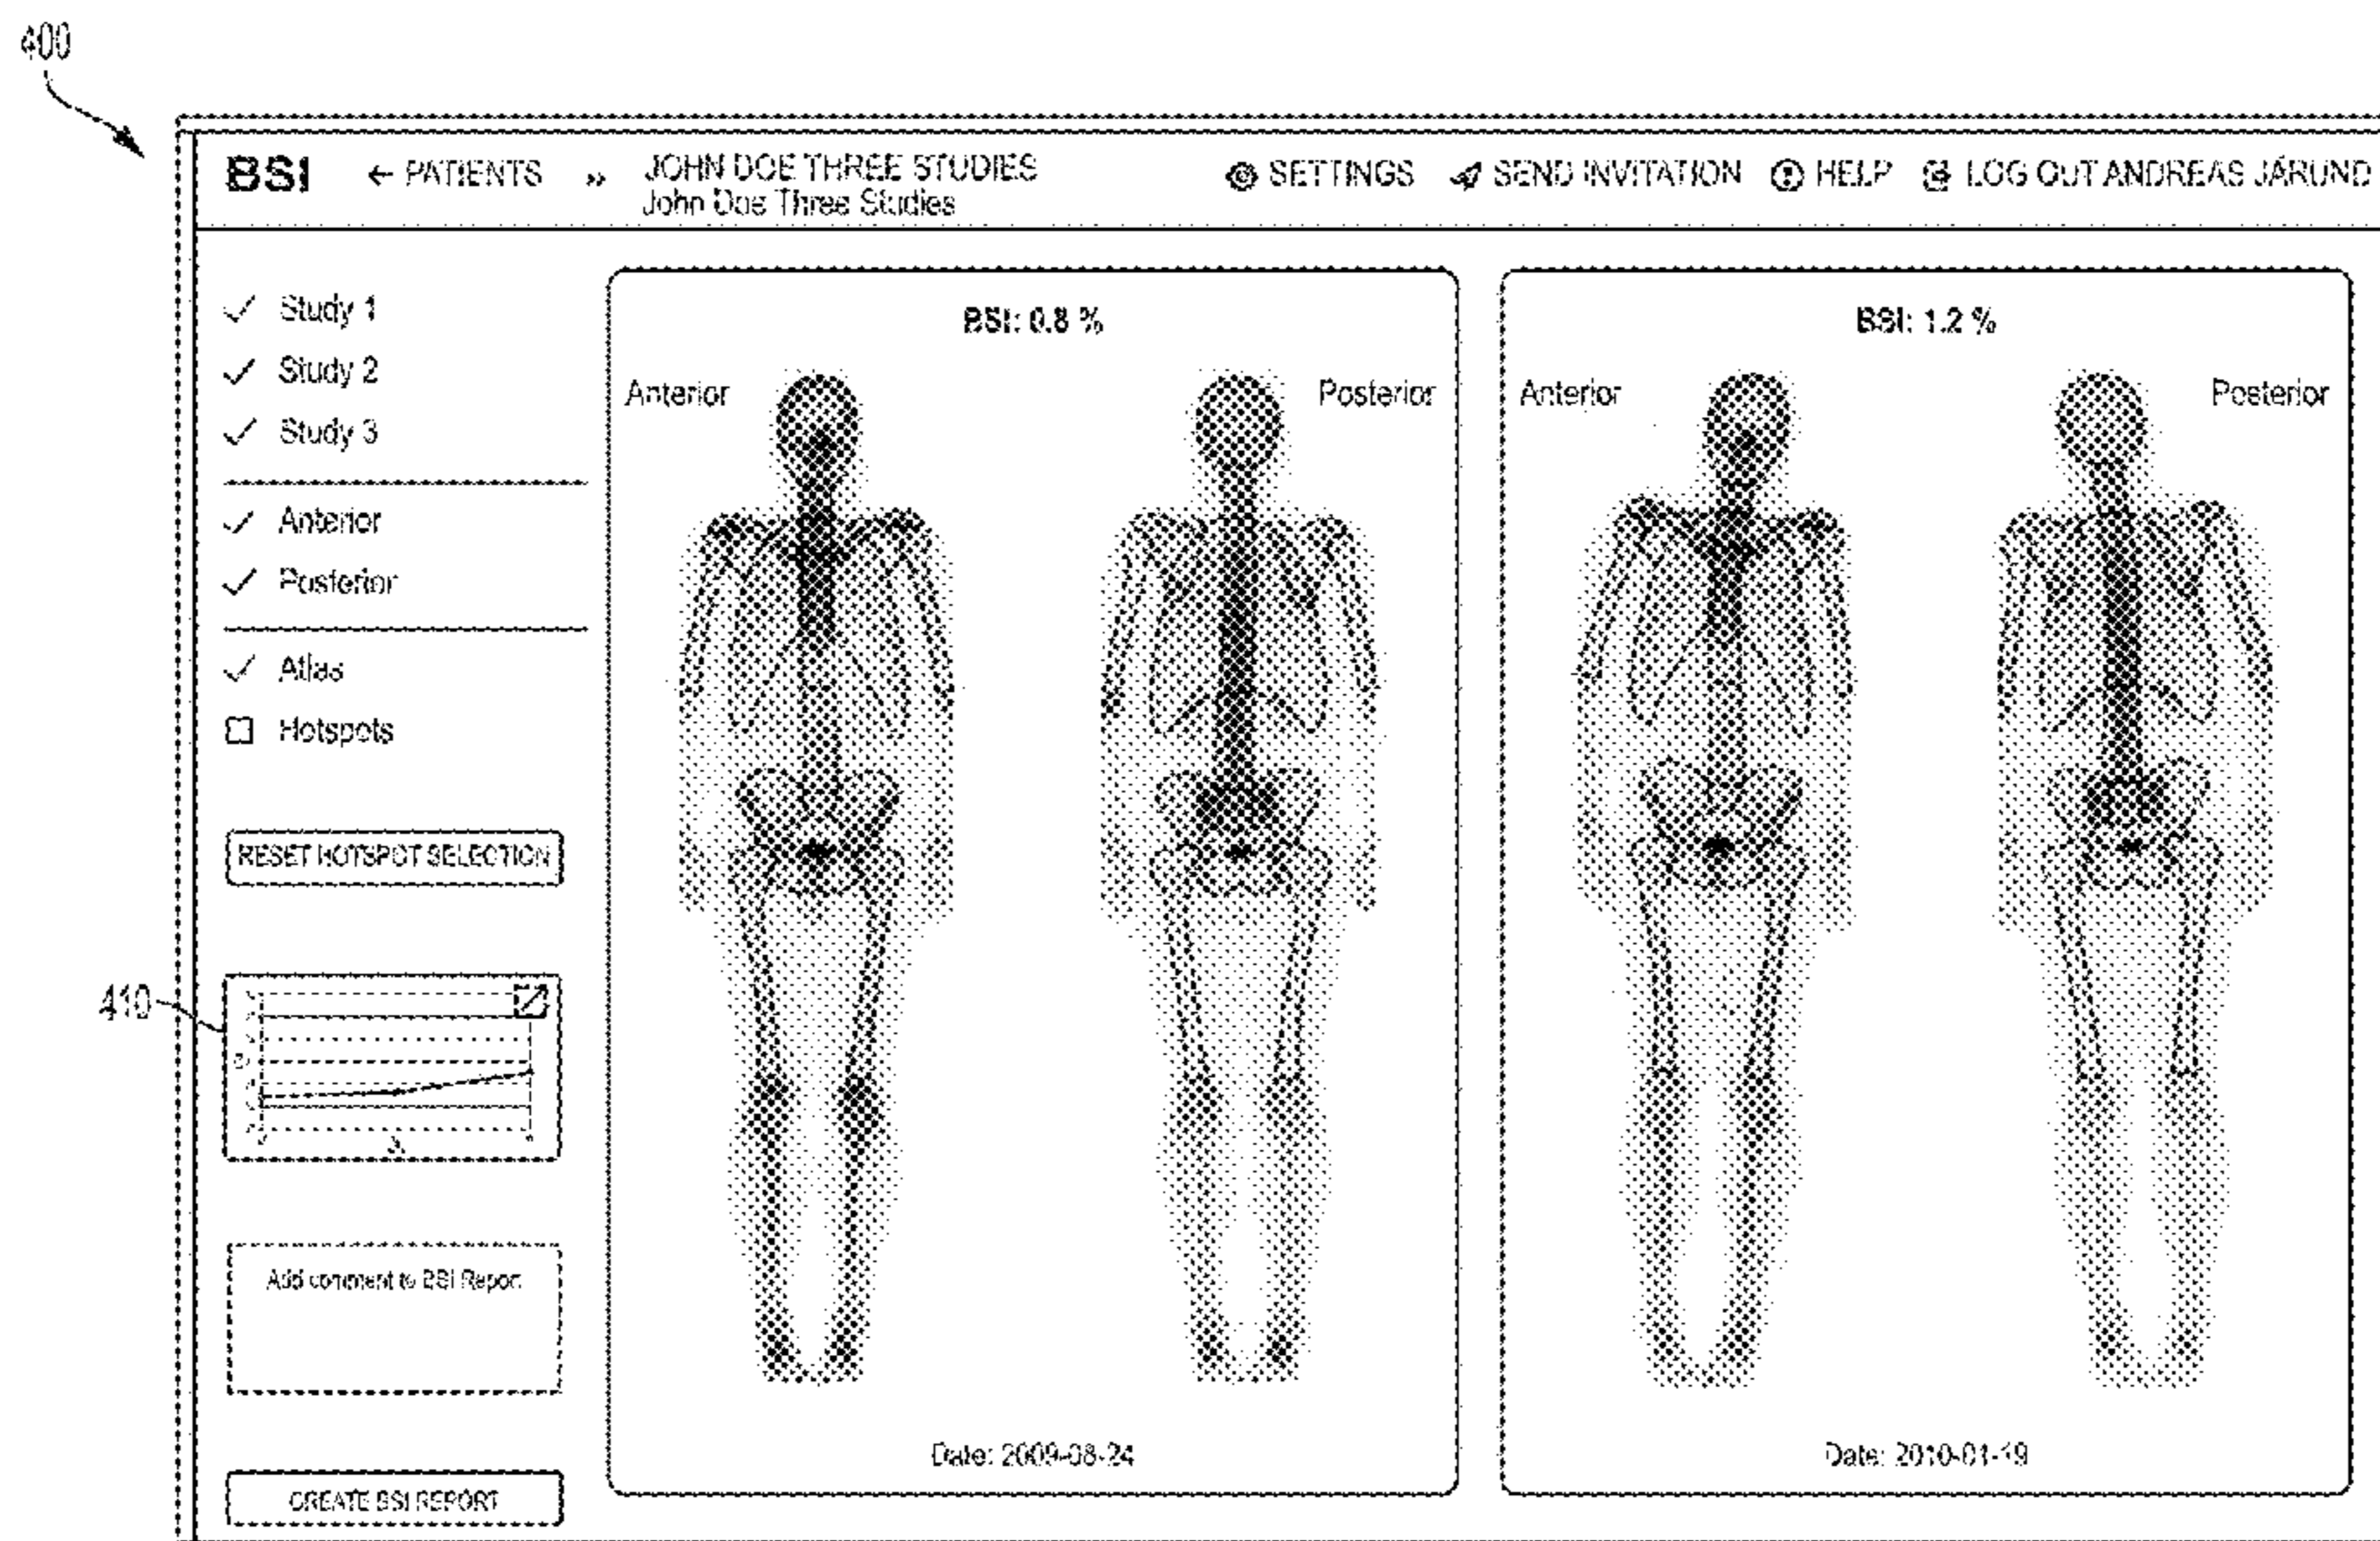 400
BSI ← PATIENTS » JOHN DOE THREE STUDIES
John Doe Three Studies
SETTINGS SEND INVITATION HELP LOG OUT ANDREAS JÁRUND
Study 1
Study 2
Study 3
Anterior
Posterior
Atlas
Hotspots
RESET HOTSPOT SELECTION
410
Add comment to BSI Report
CREATE BSI REPORT
BSI: 0.8 %
Anterior
Posterior
Date: 2009-08-24
BSI: 1.2 %
Anterior
Posterior
Date: 2010-01-19